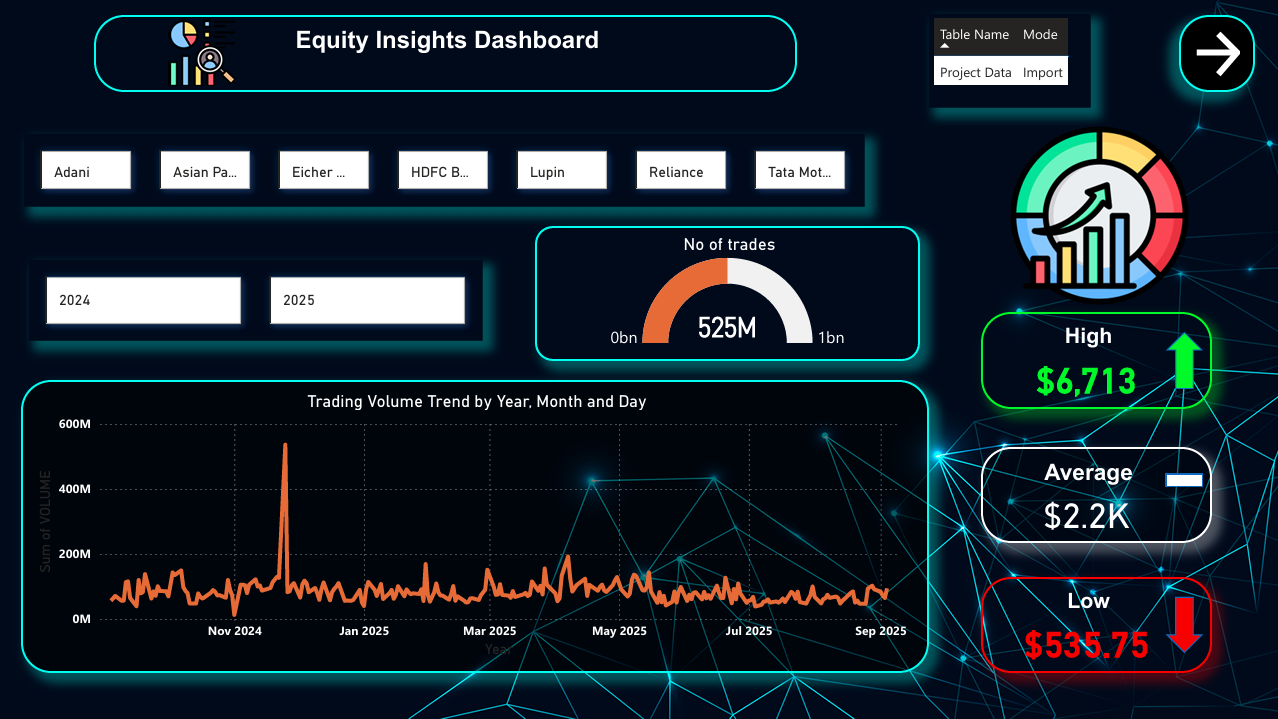 Equity Insights Dashboard
Table Name Mode
Project Data Import
Adani
Asian Pa...
Eicher ...
HDFC B...
Lupin
Reliance
Tata Mot...
2024
2025
No of trades
525M
0bn
1bn
High
$6,713
Average
$2.2K
Low
$535.75
Trading Volume Trend by Year, Month and Day
Sum of VOLUME
600M
400M
200M
0M
Nov 2024
Jan 2025
Mar 2025
May 2025
Jul 2025
Sep 2025
Year